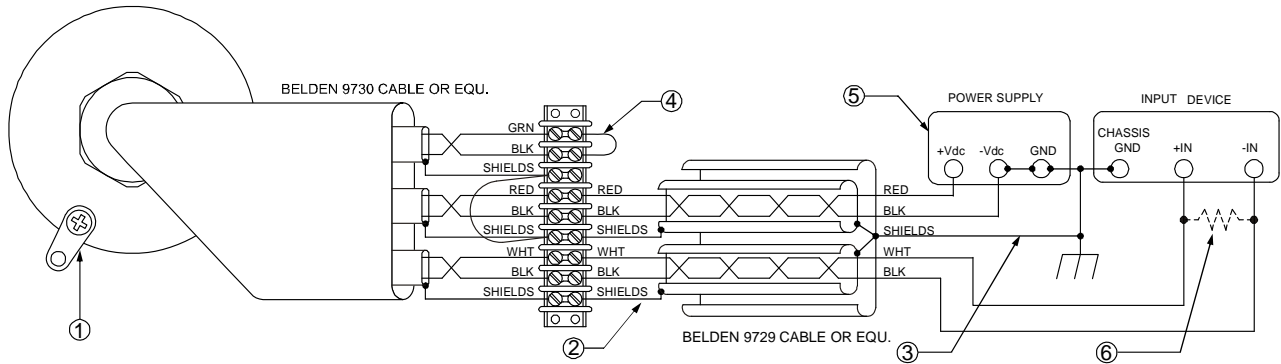 BELDEN 9730 CABLE OR EQU.
4
5
POWER SUPPLY
INPUT DEVICE
GRN
BLK
SHIELDS
RED
BLK
SHIELDS
WHT
BLK
SHIELDS
RED
BLK
SHIELDS
WHT
BLK
SHIELDS
RED
BLK
SHIELDS
WHT
BLK
+Vdc
-Vdc
GND
CHASSIS
GND
+IN
-IN
1
2
BELDEN 9729 CABLE OR EQU.
3
6